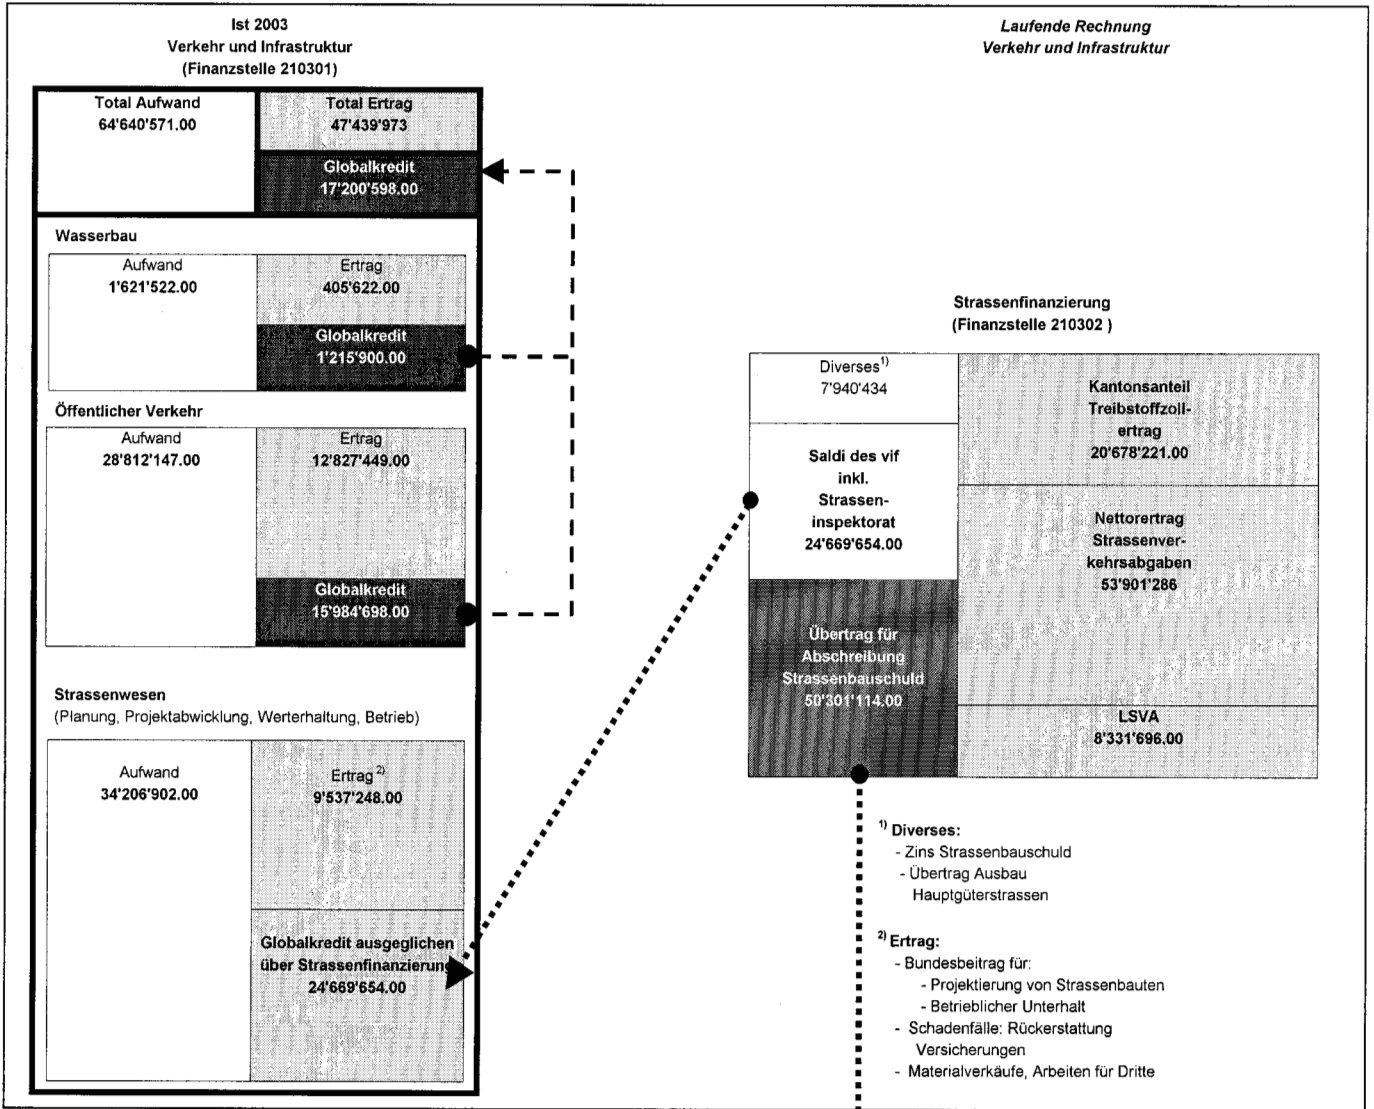 Ist 2003
Verkehr und Infrastruktur
(Finanzstelle 210301)
Laufende Rechnung
Verkehr und Infrastruktur
Total Aufwand
64'640'571.00
Total Ertrag
47'439'973
Globalkredit
17'200'598.00
Wasserbau
Aufwand
1'621'522.00
Ertrag
405'622.00
Globalkredit
1'215'900.00
Öffentlicher Verkehr
Aufwand
28'812'147.00
Ertrag
12'827'449.00
Globalkredit
15'984'698.00
Strassenwesen
(Planung, Projektabwicklung, Werterhaltung, Betrieb)
Aufwand
34'206'902.00
Ertrag 2)
9'537'248.00
Globalkredit ausgeglichen
über Strassenfinanzierung
24'669'654.00
Strassenfinanzierung
(Finanzstelle 210302 )
Diverses1)
7'940'434
Saldi des vif
inkl.
Strassen-
inspektorat
24'669'654.00
Übertrag für
Abschreibung
Strassenbauschuld
50'301'114.00
Kantonsanteil
Treibstoffzoll-
ertrag
20'678'221.00
Nettorertrag
Strassenver-
kehrsabgaben
53'901'286
LSVA
8'331'696.00
1) Diverses:
- Zins Strassenbauschuld
- Übertrag Ausbau
Hauptgüterstrassen
2) Ertrag:
- Bundesbeitrag für:
- Projektierung von Strassenbauten
- Betrieblicher Unterhalt
- Schadenfälle: Rückerstattung
Versicherungen
- Materialverkäufe, Arbeiten für Dritte